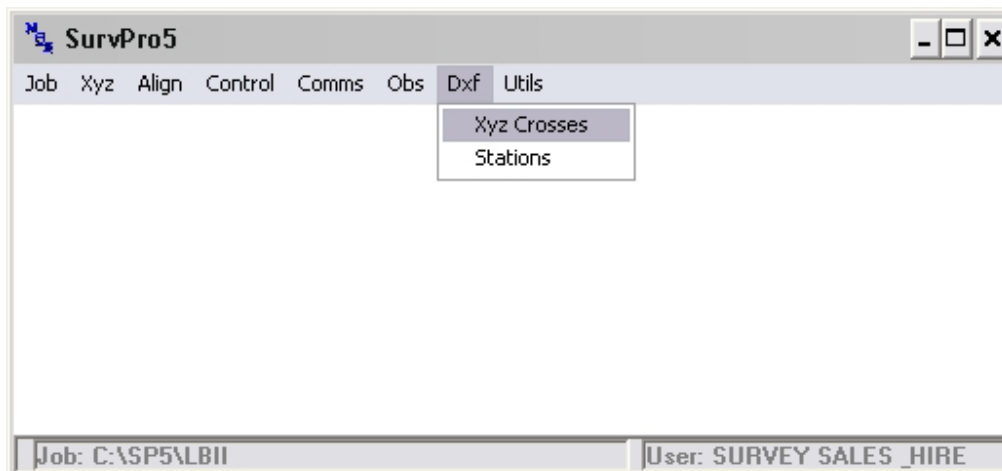 SurvPro5
Job Xyz Align Control Comms Obs Dxf Utils
Xyz Crosses
Stations
Job: C:\SP5\LBII User: SURVEY SALES _HIRE